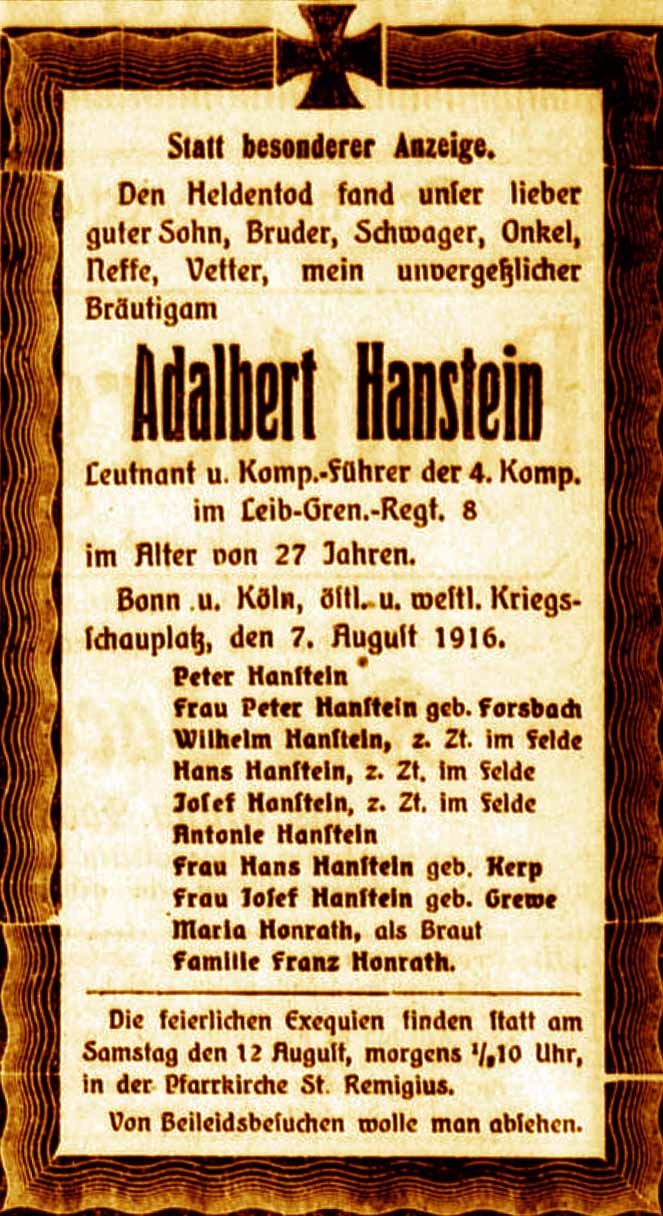 Statt besonderer Anzeige.
Den Heldentod fand unſer lieber
guter Sohn, Bruder, Schwager, Onkel,
Neffe, Vetter, mein unvergeßlicher
Bräutigam
Adalbert Hanstein
Leutnant u. Komp.-Führer der 4. Komp.
im Leib-Gren.-Regt. 8
im Alter von 27 Jahren.
Bonn u. Köln, öſtl. u. weſtl. Kriegs-
ſchauplatz, den 7. Auguſt 1916.
Peter Hanſtein
Frau Peter Hanſtein geb. Forsbach
Wilhelm Hanſtein, z. Zt. im Felde
Hans Hanſtein, z. Zt. im Felde
Joſef Hanſtein, z. Zt. im Felde
Antonie Hanſtein
Frau Hans Hanſtein geb. Kerp
Frau Joſef Hanſtein geb. Grewe
Maria Honrath, als Braut
Familie Franz Honrath.
Die feierlichen Exequien finden ſtatt am
Samstag den 12 Auguſt, morgens ½10 Uhr,
in der Pfarrkirche St. Remigius.
Von Beileidsbeſuchen wolle man abſehen.